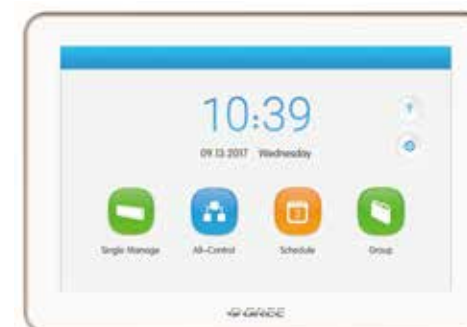 10:39
09.13.2017 Wednesday
Single Manage
All-Control
Schedule
Group
GREE